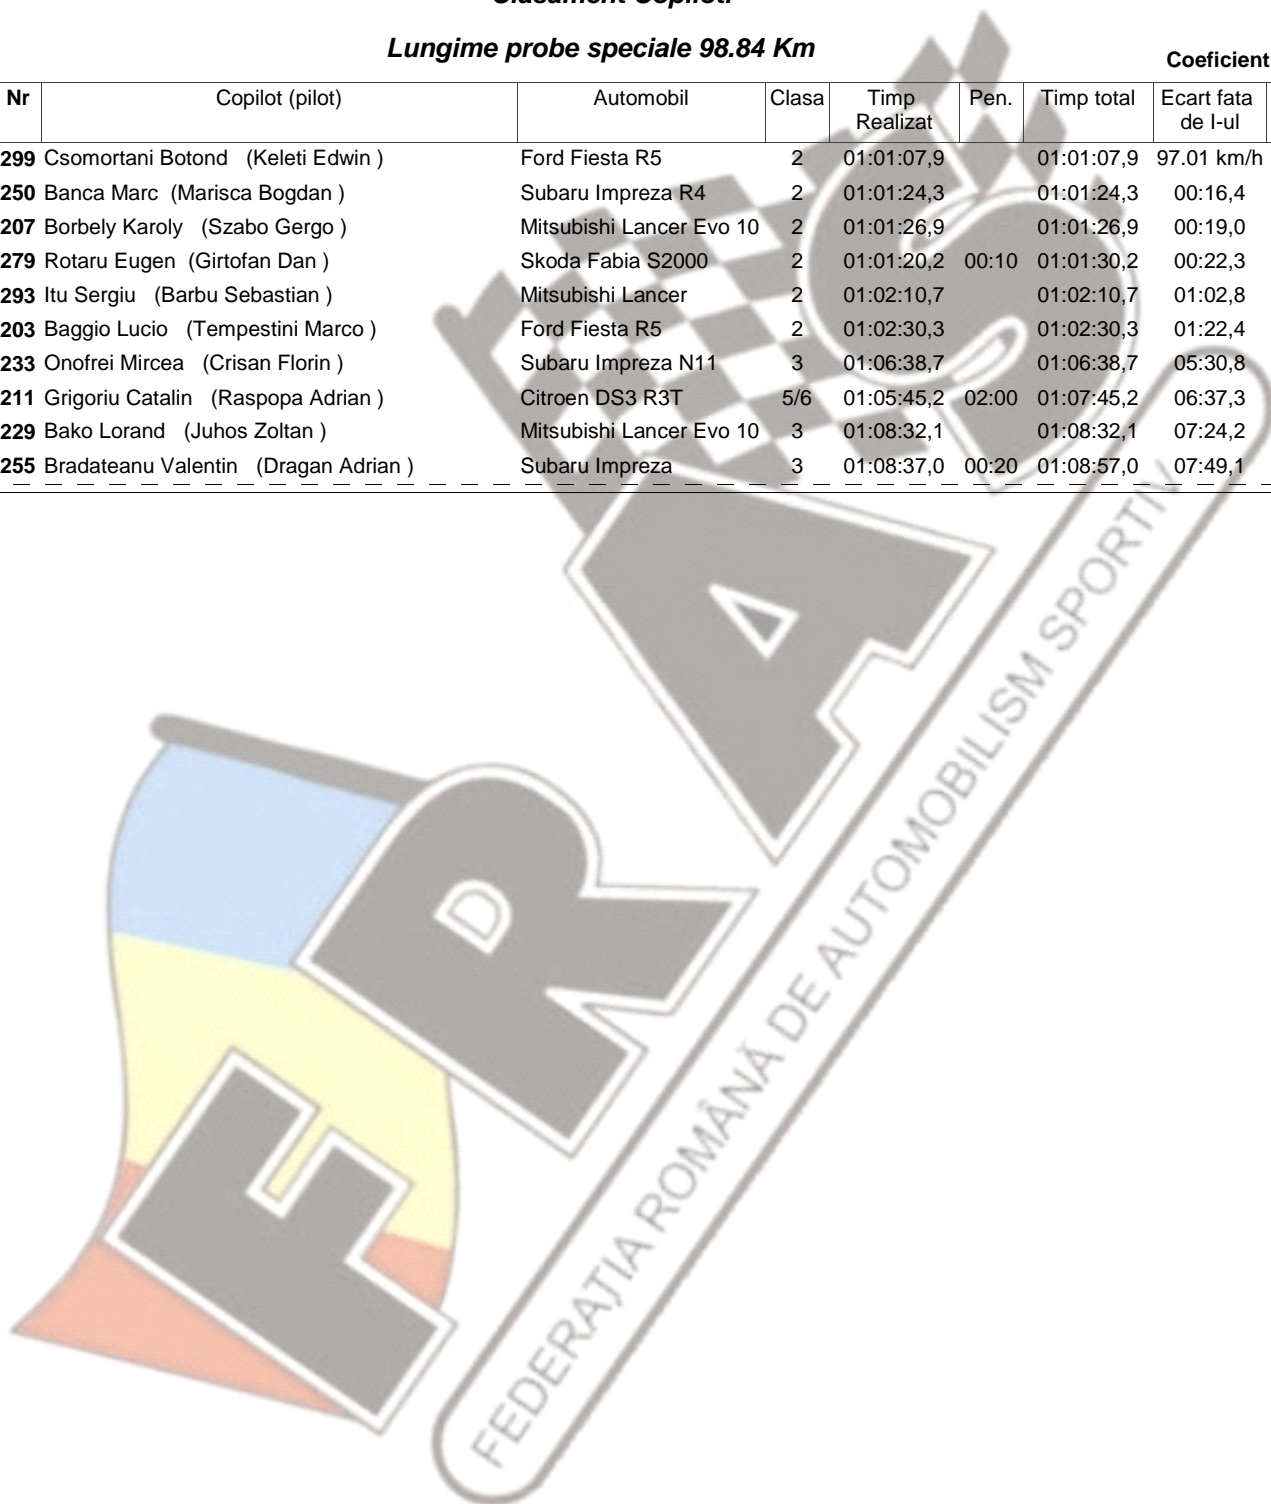 Clasament Copiloti
Lungime probe speciale 98.84 Km
Coeficient
Nr Copilot (pilot) Automobil Clasa Timp Realizat Pen. Timp total Ecart fata de I-ul
299 Csomortani Botond (Keleti Edwin ) Ford Fiesta R5 2 01:01:07,9 01:01:07,9 97.01 km/h
250 Banca Marc (Marisca Bogdan ) Subaru Impreza R4 2 01:01:24,3 01:01:24,3 00:16,4
207 Borbely Karoly (Szabo Gergo ) Mitsubishi Lancer Evo 10 2 01:01:26,9 01:01:26,9 00:19,0
279 Rotaru Eugen (Girtofan Dan ) Skoda Fabia S2000 2 01:01:20,2 00:10 01:01:30,2 00:22,3
293 Itu Sergiu (Barbu Sebastian ) Mitsubishi Lancer 2 01:02:10,7 01:02:10,7 01:02,8
203 Baggio Lucio (Tempestini Marco ) Ford Fiesta R5 2 01:02:30,3 01:02:30,3 01:22,4
233 Onofrei Mircea (Crisan Florin ) Subaru Impreza N11 3 01:06:38,7 01:06:38,7 05:30,8
211 Grigoriu Catalin (Raspopa Adrian ) Citroen DS3 R3T 5/6 01:05:45,2 02:00 01:07:45,2 06:37,3
229 Bako Lorand (Juhos Zoltan ) Mitsubishi Lancer Evo 10 3 01:08:32,1 01:08:32,1 07:24,2
255 Bradateanu Valentin (Dragan Adrian ) Subaru Impreza 3 01:08:37,0 00:20 01:08:57,0 07:49,1
FRAS
FEDERAȚIA ROMÂNĂ DE AUTOMOBILISM SPORTIV